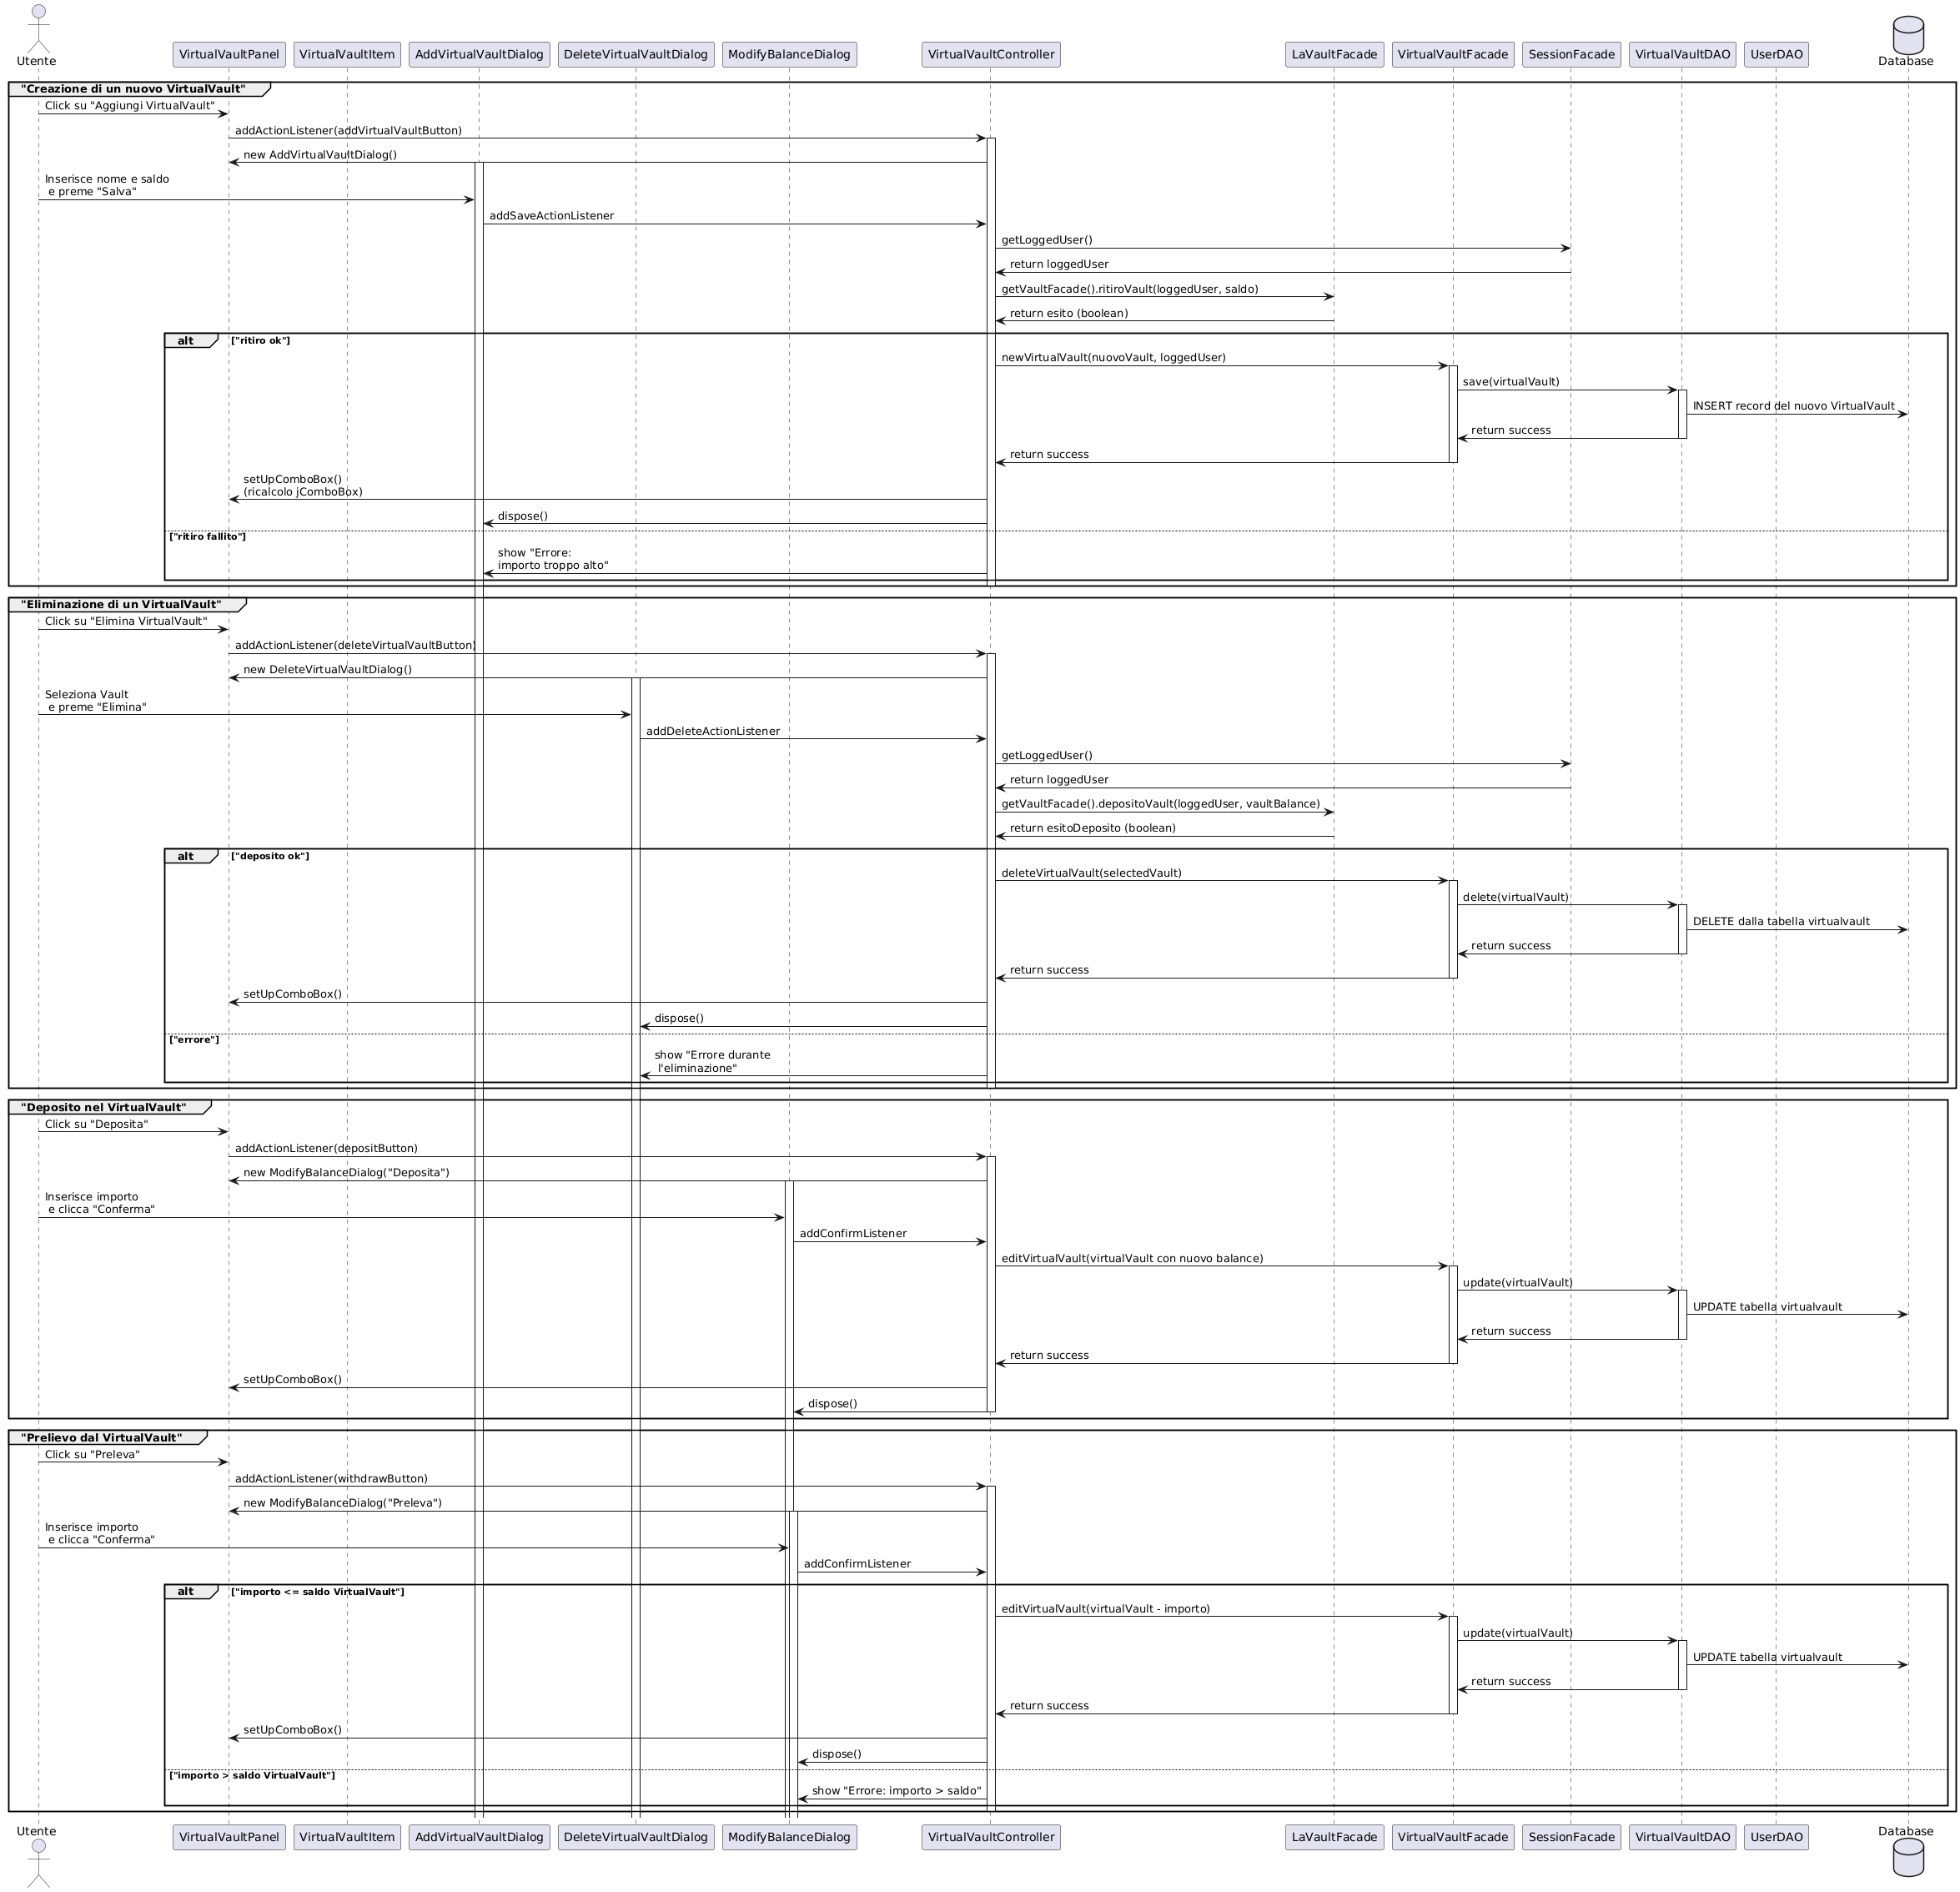 Utente
VirtualVaultPanel
VirtualVaultItem
AddVirtualVaultDialog
DeleteVirtualVaultDialog
ModifyBalanceDialog
VirtualVaultController
LaVaultFacade
VirtualVaultFacade
SessionFacade
VirtualVaultDAO
UserDAO
Database
"Creazione di un nuovo VirtualVault"
Click su "Aggiungi VirtualVault"
addActionListener(addVirtualVaultButton)
new AddVirtualVaultDialog()
Inserisce nome e saldo
e preme "Salva"
addSaveActionListener
getLoggedUser()
return loggedUser
getVaultFacade().ritiroVault(loggedUser, saldo)
return esito (boolean)
alt ["ritiro ok"]
newVirtualVault(nuovoVault, loggedUser)
save(virtualVault)
INSERT record del nuovo VirtualVault
return success
return success
setUpComboBox()
(ricalcolo jComboBox)
dispose()
["ritiro fallito"]
show "Errore:
importo troppo alto"
"Eliminazione di un VirtualVault"
Click su "Elimina VirtualVault"
addActionListener(deleteVirtualVaultButton)
new DeleteVirtualVaultDialog()
Seleziona Vault
e preme "Elimina"
addDeleteActionListener
getLoggedUser()
return loggedUser
getVaultFacade().depositoVault(loggedUser, vaultBalance)
return esitoDeposito (boolean)
alt ["deposito ok"]
deleteVirtualVault(selectedVault)
delete(virtualVault)
DELETE dalla tabella virtualvault
return success
return success
setUpComboBox()
dispose()
["errore"]
show "Errore durante
l'eliminazione"
"Deposito nel VirtualVault"
Click su "Deposita"
addActionListener(depositButton)
new ModifyBalanceDialog("Deposita")
Inserisce importo
e clicca "Conferma"
addConfirmListener
editVirtualVault(virtualVault con nuovo balance)
update(virtualVault)
UPDATE tabella virtualvault
return success
return success
setUpComboBox()
dispose()
"Prelievo dal VirtualVault"
Click su "Preleva"
addActionListener(withdrawButton)
new ModifyBalanceDialog("Preleva")
Inserisce importo
e clicca "Conferma"
addConfirmListener
alt ["importo <= saldo VirtualVault"]
editVirtualVault(virtualVault - importo)
update(virtualVault)
UPDATE tabella virtualvault
return success
return success
setUpComboBox()
dispose()
["importo > saldo VirtualVault"]
show "Errore: importo > saldo"
Utente
VirtualVaultPanel
VirtualVaultItem
AddVirtualVaultDialog
DeleteVirtualVaultDialog
ModifyBalanceDialog
VirtualVaultController
LaVaultFacade
VirtualVaultFacade
SessionFacade
VirtualVaultDAO
UserDAO
Database